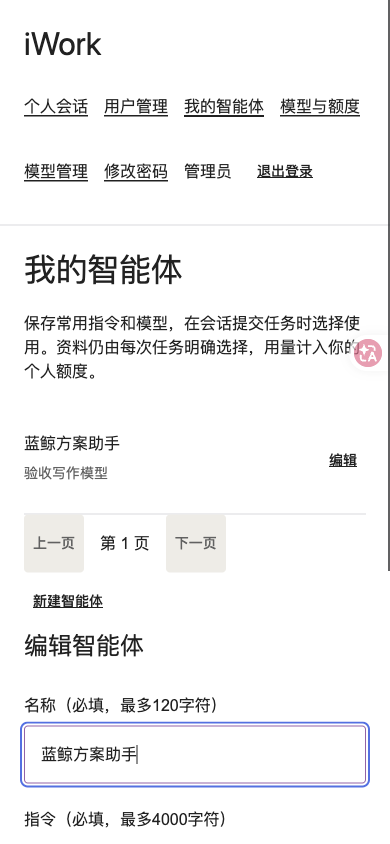 iWork
个人会话 用户管理 我的智能体 模型与额度
模型管理 修改密码 管理员 退出登录
我的智能体
保存常用指令和模型，在会话提交任务时选择使
用。资料仍由每次任务明确选择，用量计入你的
个人额度。
蓝鲸方案助手
验收写作模型
编辑
上一页 第 1 页 下一页
新建智能体
编辑智能体
名称（必填，最多120字符）
蓝鲸方案助手
指令（必填，最多4000字符）